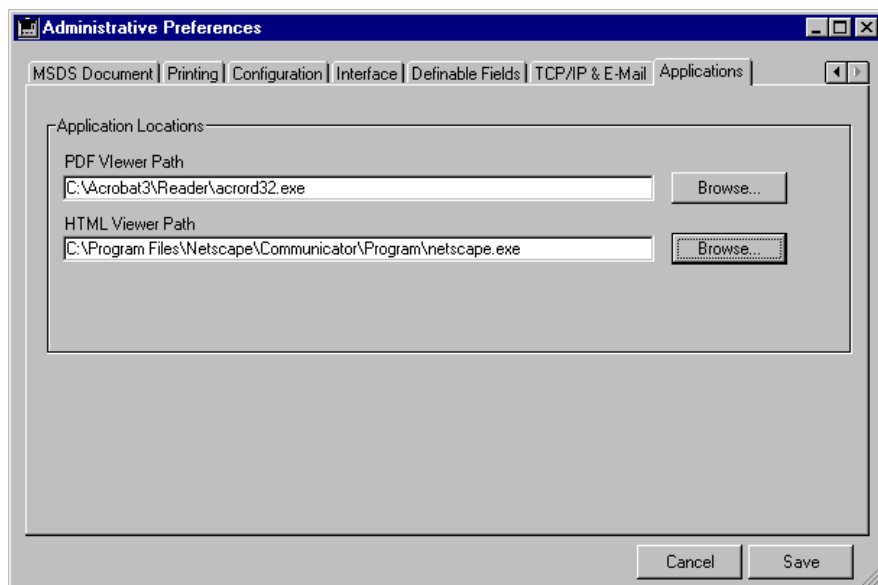 Administrative Preferences
MSDS Document Printing Configuration Interface Definable Fields TCP/IP & E-Mail Applications
Application Locations
PDF VIewer Path
C:\Acrobat3\Reader\acrord32.exe Browse...
HTML Viewer Path
C:\Program Files\Netscape\Communicator\Program\netscape.exe Browse...
Cancel Save